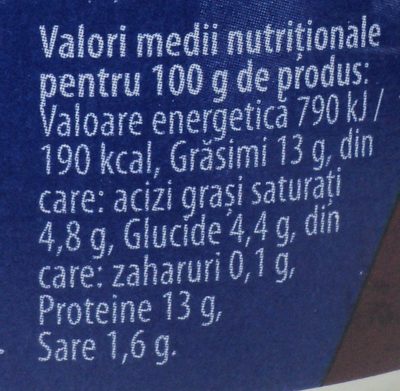 Valori medii nutriționale
pentru 100 g de produs:
Valoare energetică 790 kJ /
190 kcal, Grăsimi 13 g, din
care: acizi grași saturați
4,8 g, Glucide 4,4 g, din
care: zaharuri 0,1 g,
Proteine 13 g,
Sare 1,6 g.